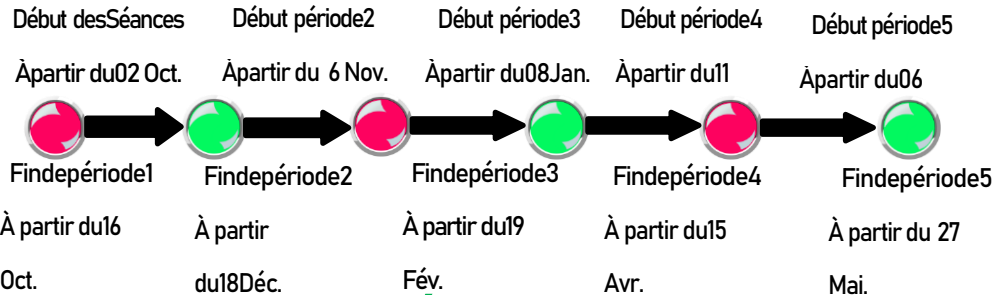 Début desSéances
Début période2
Début période3
Début période4
Début période5
Àpartir du02 Oct.
Àpartir du 6 Nov.
Àpartir du08Jan.
Àpartir du11
Àpartir du06
Findepériode1
Findepériode2
Findepériode3
Findepériode4
Findepériode5
À partir du16
À partir
À partir du19
À partir du15
À partir du 27
Oct.
du18Déc.
Fév.
Avr.
Mai.